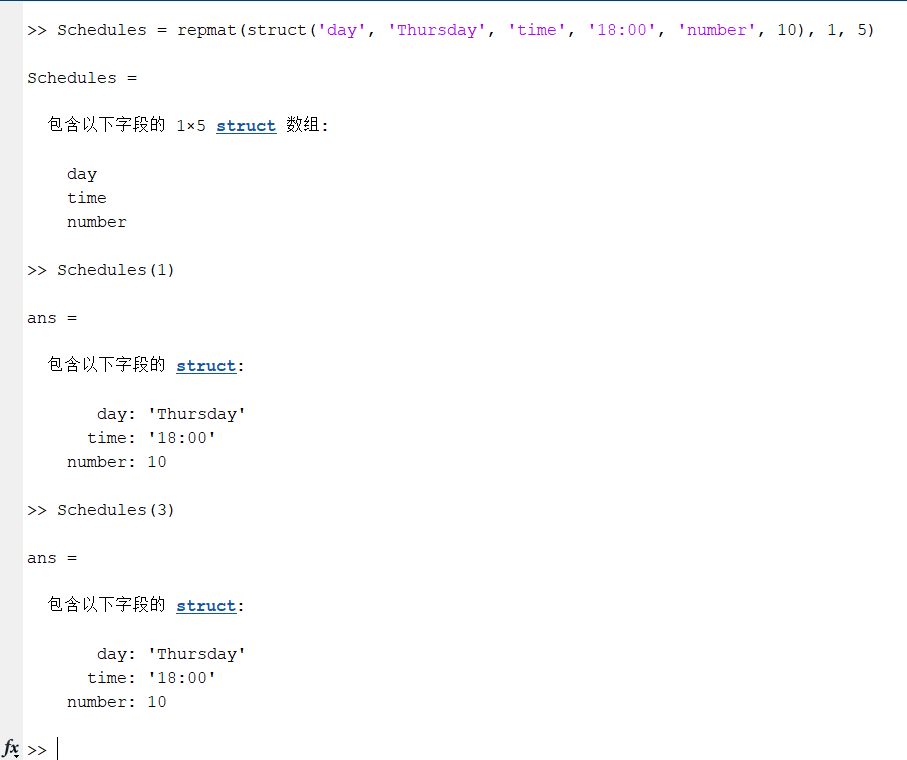 >> Schedules = repmat(struct('day', 'Thursday', 'time', '18:00', 'number', 10), 1, 5)
Schedules =
包含以下字段的 1×5 struct 数组:
day
time
number
>> Schedules(1)
ans =
包含以下字段的 struct:
day: 'Thursday'
time: '18:00'
number: 10
>> Schedules(3)
ans =
包含以下字段的 struct:
day: 'Thursday'
time: '18:00'
number: 10
fx >>